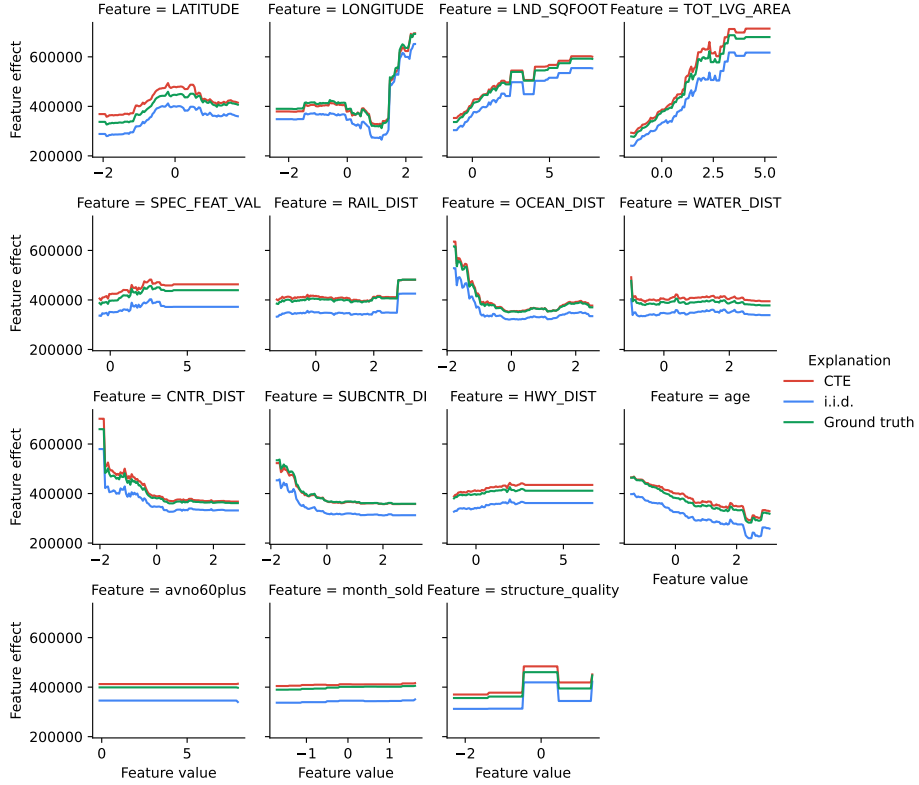 Feature = LATITUDE
Feature = LONGITUDE
Feature = LND_SQFOOT
Feature = TOT_LVG_AREA
Feature effect
600000
400000
200000
−2 0
−2 0 2
0 5
0.0 2.5 5.0
Feature = SPEC_FEAT_VAL
Feature = RAIL_DIST
Feature = OCEAN_DIST
Feature = WATER_DIST
Feature effect
600000
400000
200000
0 5
0 2
−2 0 2
0 2
Explanation
CTE
i.i.d.
Ground truth
Feature = CNTR_DIST
Feature = SUBCNTR_DI
Feature = HWY_DIST
Feature = age
Feature effect
600000
400000
200000
−2 0 2
−2 0 2
0 5
0 2
Feature value
Feature = avno60plus
Feature = month_sold
Feature = structure_quality
Feature effect
600000
400000
200000
0 5
−1 0 1
−2 0
Feature value
Feature value
Feature value